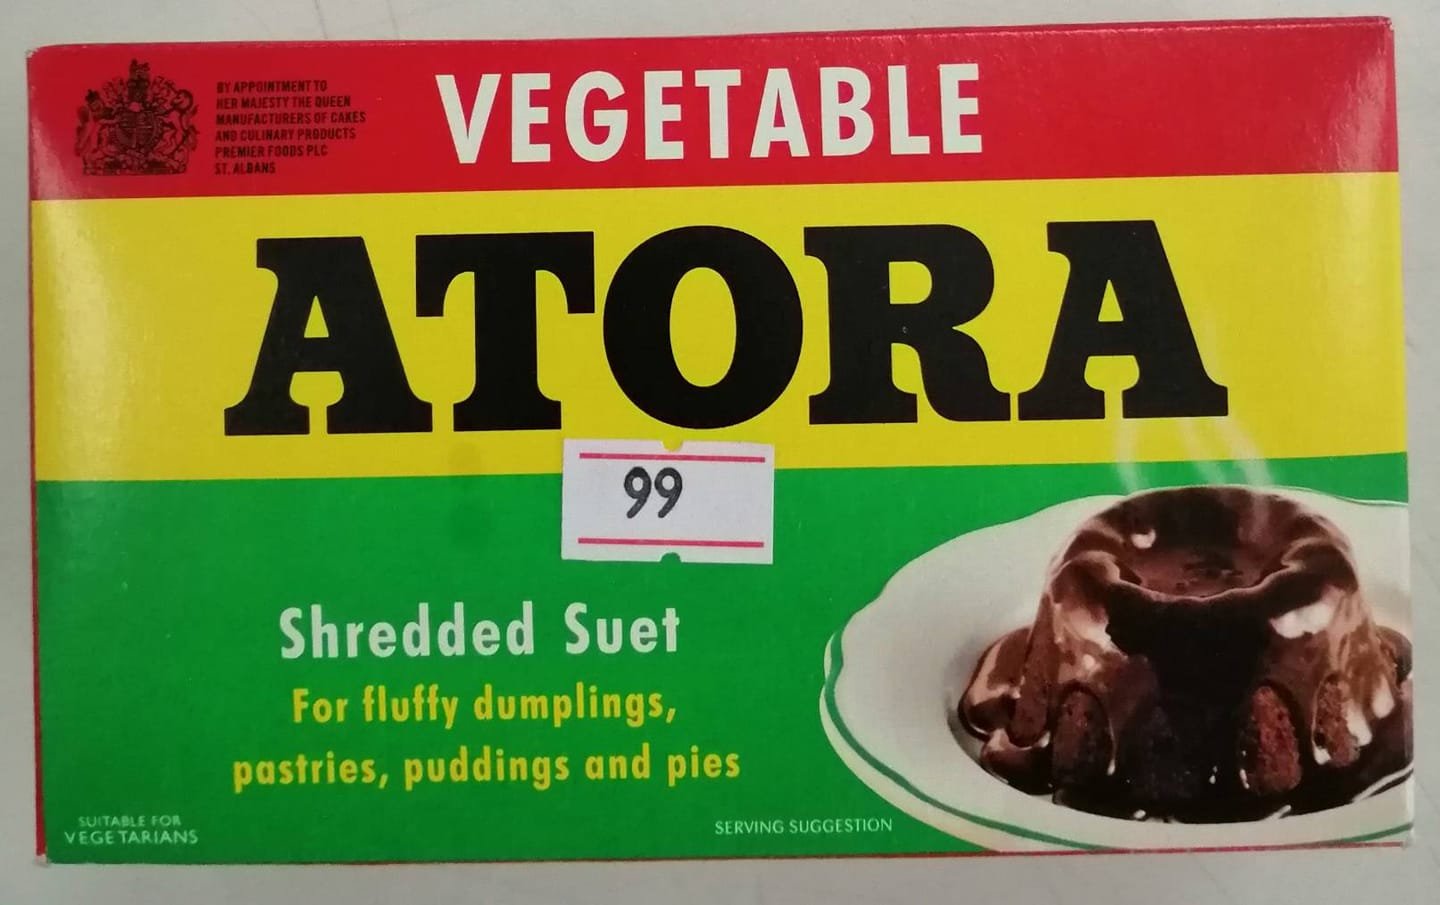 BY APPOINTMENT TO
HER MAJESTY THE QUEEN
MANUFACTURERS OF CAKES
AND CULINARY PRODUCTS
PREMIER FOODS PLC
ST. ALBANS
VEGETABLE
ATORA
99
Shredded Suet
For fluffy dumplings,
pastries, puddings and pies
SUITABLE FOR
VEGETARIANS
SERVING SUGGESTION